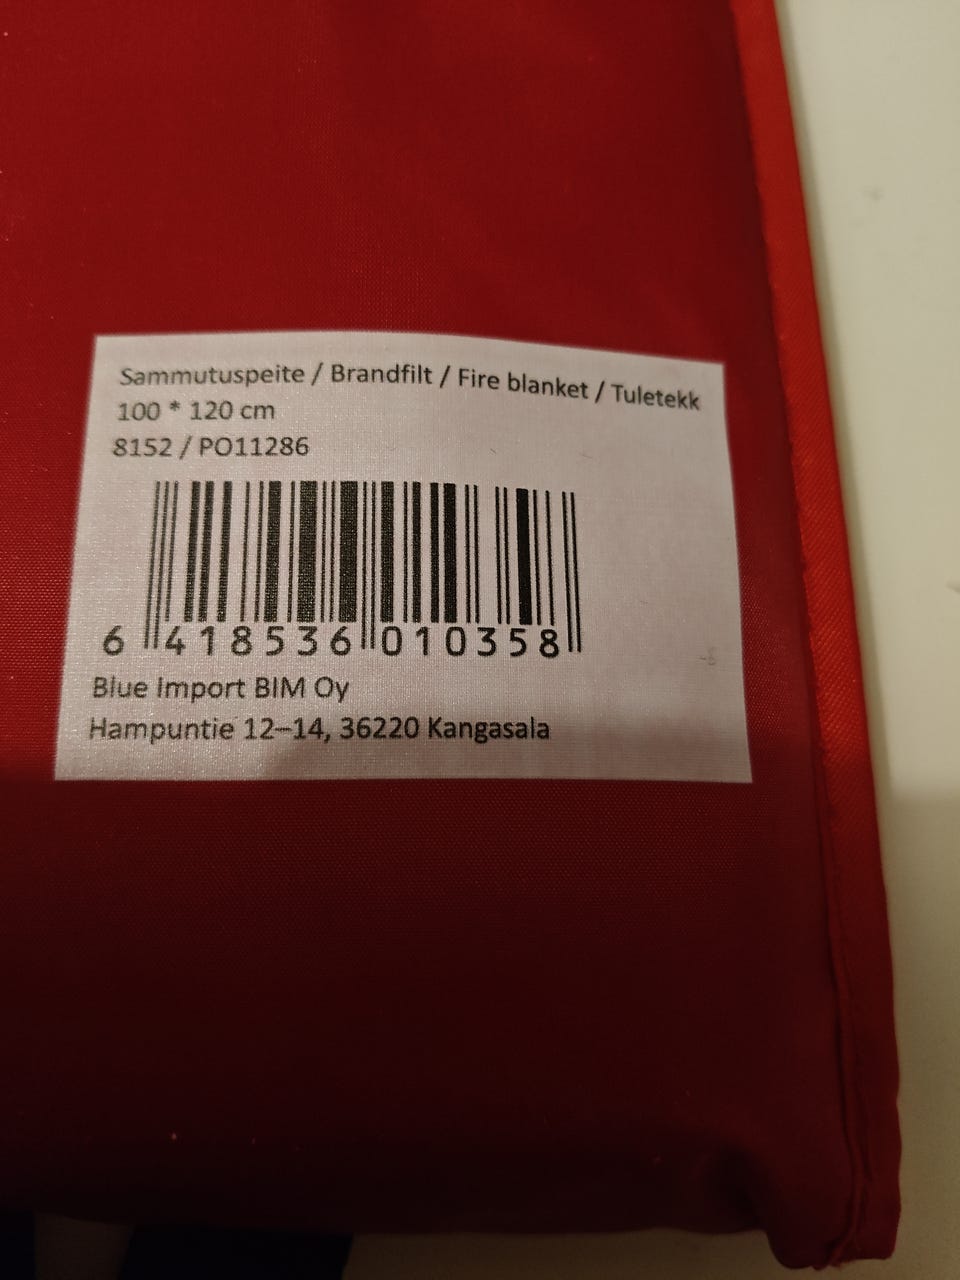 Sammutuspeite / Brandfilt / Fire blanket / Tuletekk
100 * 120 cm
8152 / PO11286
6 418536 010358
Blue Import BIM Oy
Hampuntie 12–14, 36220 Kangasala